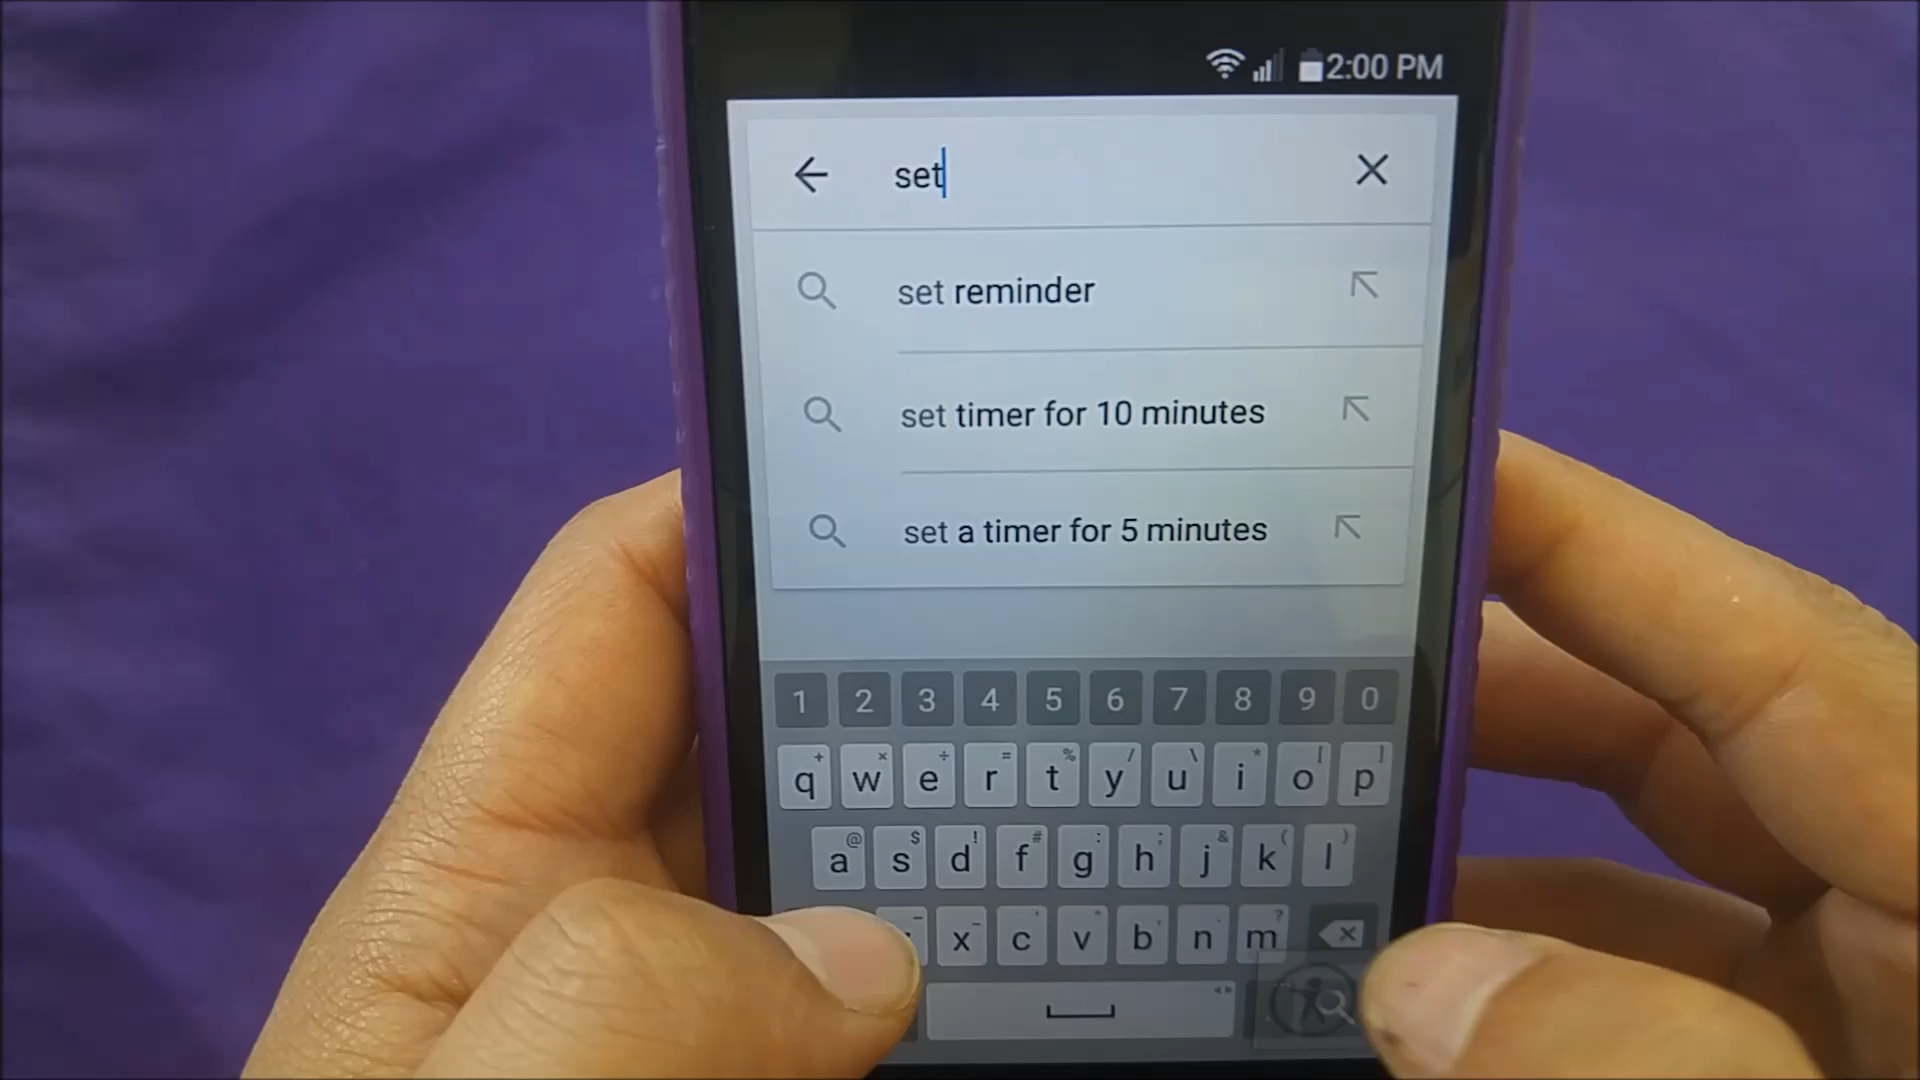 2:00 PM
set
set reminder
set timer for 10 minutes
set a timer for 5 minutes
1 2 3 4 5 6 7 8 9 0
q w e r t y u i o p
a s d f g h j k l
x c v b n m